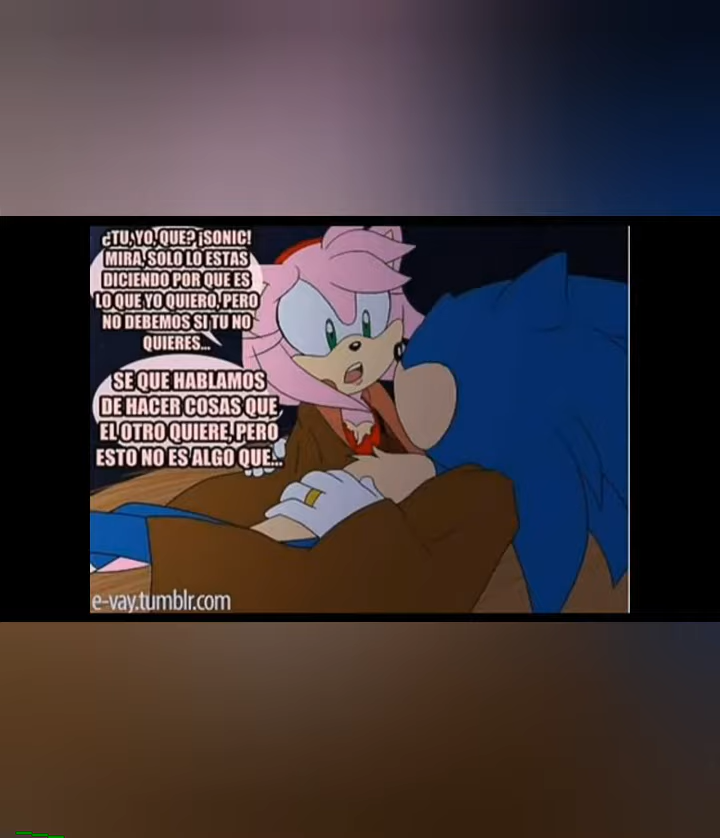 ¿TU, YO, QUE? ¡SONIC!
MIRA, SOLO LO ESTAS
DICIENDO POR QUE ES
LO QUE YO QUIERO, PERO
NO DEBEMOS SI TU NO
QUIERES...
SE QUE HABLAMOS
DE HACER COSAS QUE
EL OTRO QUIERE, PERO
ESTO NO ES ALGO QUE...
e-vay.tumblr.com